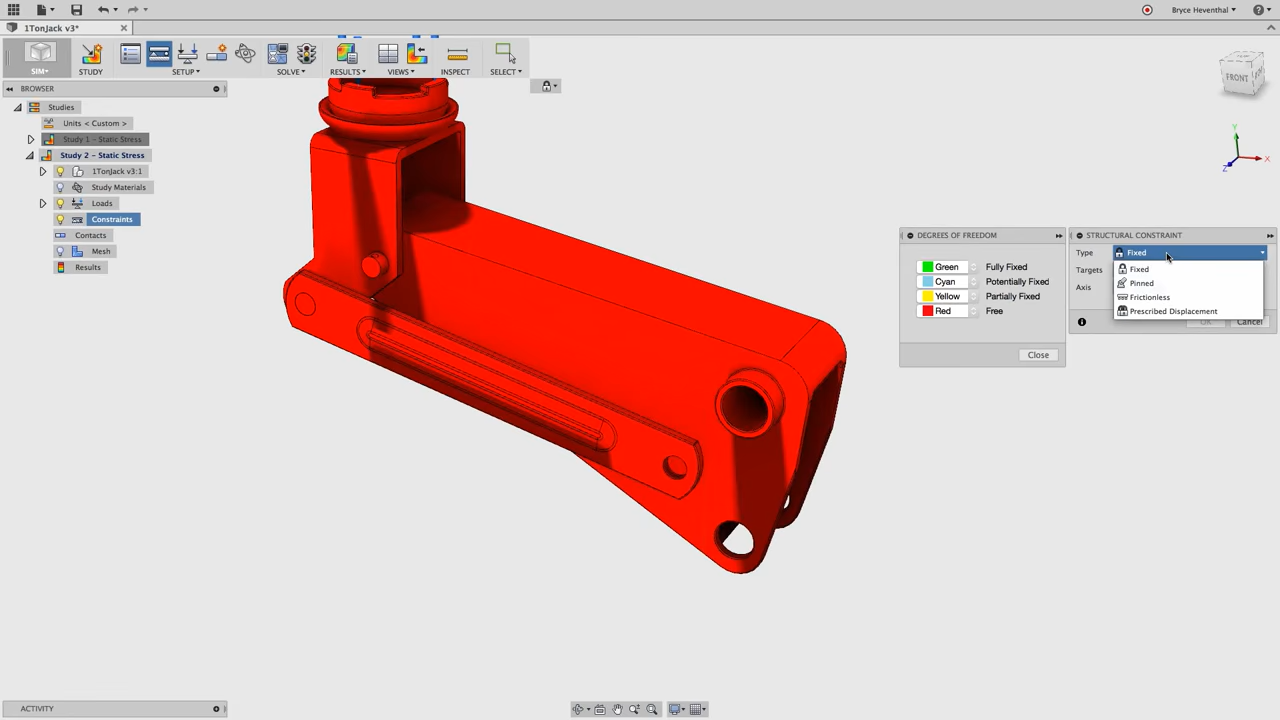 Bryce Heventhal
1TonJack v3*
SIM
STUDY
SETUP
SOLVE
RESULTS
VIEWS
INSPECT
SELECT
BROWSER
Studies
Units < Custom >
Study 1 - Static Stress
Study 2 - Static Stress
1TonJack v3:1
Study Materials
Loads
Constraints
Contacts
Mesh
Results
FRONT
Y
X
Z
DEGREES OF FREEDOM
Green Fully Fixed
Cyan Potentially Fixed
Yellow Partially Fixed
Red Free
Close
STRUCTURAL CONSTRAINT
Type Fixed
Targets
Axis
Fixed
Pinned
Frictionless
Prescribed Displacement
OK Cancel
ACTIVITY